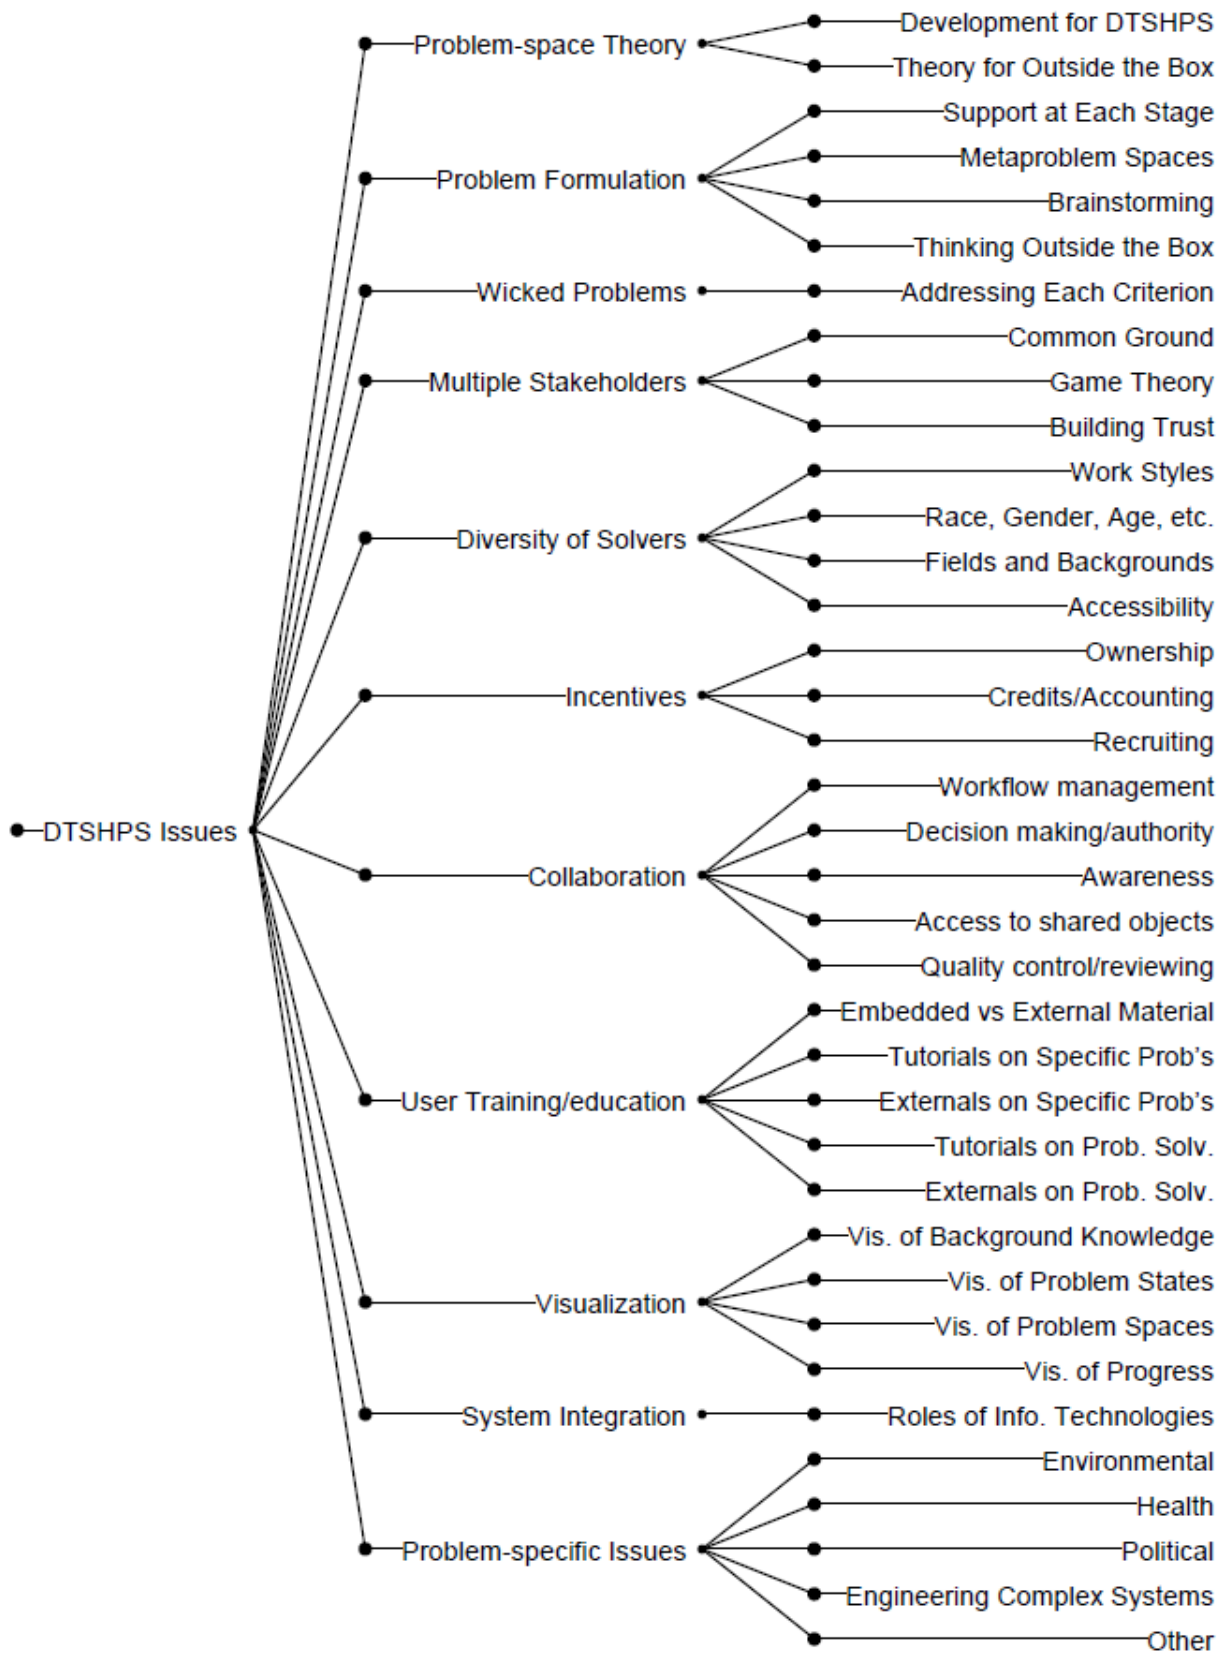 DTSHPS Issues
Problem-space Theory
Development for DTSHPS
Theory for Outside the Box
Problem Formulation
Support at Each Stage
Metaproblem Spaces
Brainstorming
Thinking Outside the Box
Wicked Problems
Addressing Each Criterion
Multiple Stakeholders
Common Ground
Game Theory
Building Trust
Diversity of Solvers
Work Styles
Race, Gender, Age, etc.
Fields and Backgrounds
Accessibility
Incentives
Ownership
Credits/Accounting
Recruiting
Collaboration
Workflow management
Decision making/authority
Awareness
Access to shared objects
Quality control/reviewing
User Training/education
Embedded vs External Material
Tutorials on Specific Prob’s
Externals on Specific Prob’s
Tutorials on Prob. Solv.
Externals on Prob. Solv.
Visualization
Vis. of Background Knowledge
Vis. of Problem States
Vis. of Problem Spaces
Vis. of Progress
System Integration
Roles of Info. Technologies
Problem-specific Issues
Environmental
Health
Political
Engineering Complex Systems
Other